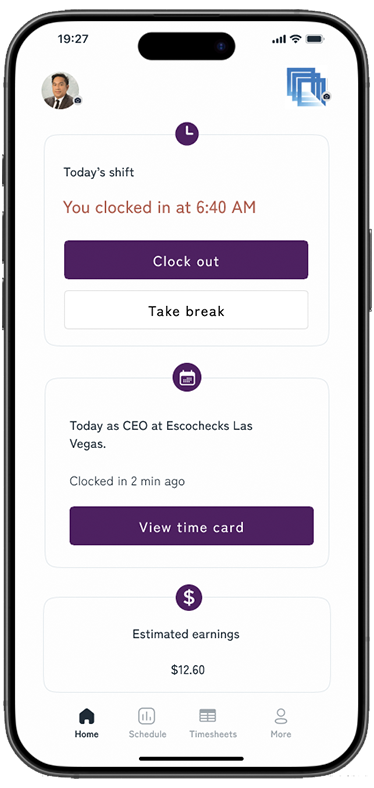 19:27
Today's shift
You clocked in at 6:40 AM
Clock out
Take break
Today as CEO at Escochecks Las
Vegas.
Clocked in 2 min ago
View time card
$
Estimated earnings
$12.60
Home
Schedule
Timesheets
More